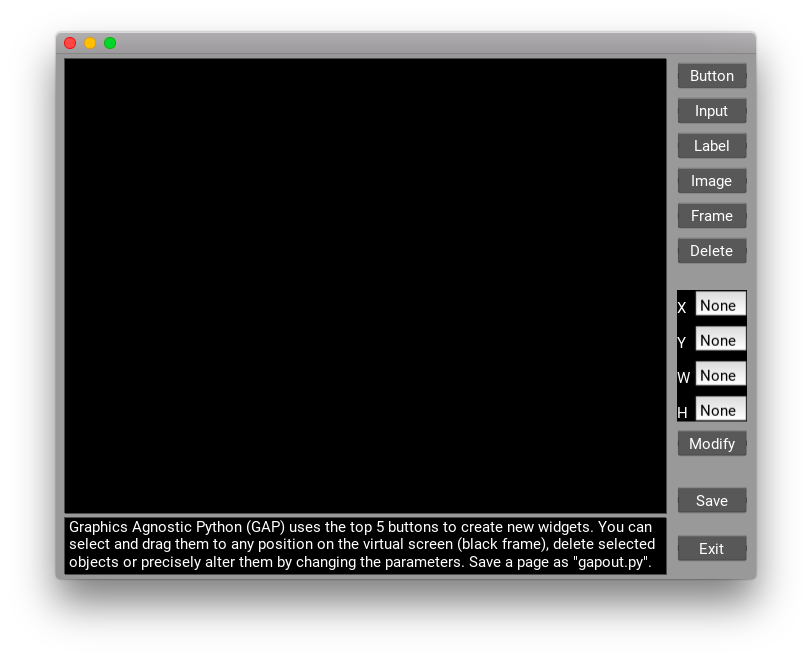 Button
Input
Label
Image
Frame
Delete
X None
Y None
W None
H None
Modify
Save
Exit
Graphics Agnostic Python (GAP) uses the top 5 buttons to create new widgets. You can
select and drag them to any position on the virtual screen (black frame), delete selected
objects or precisely alter them by changing the parameters. Save a page as "gapout.py".